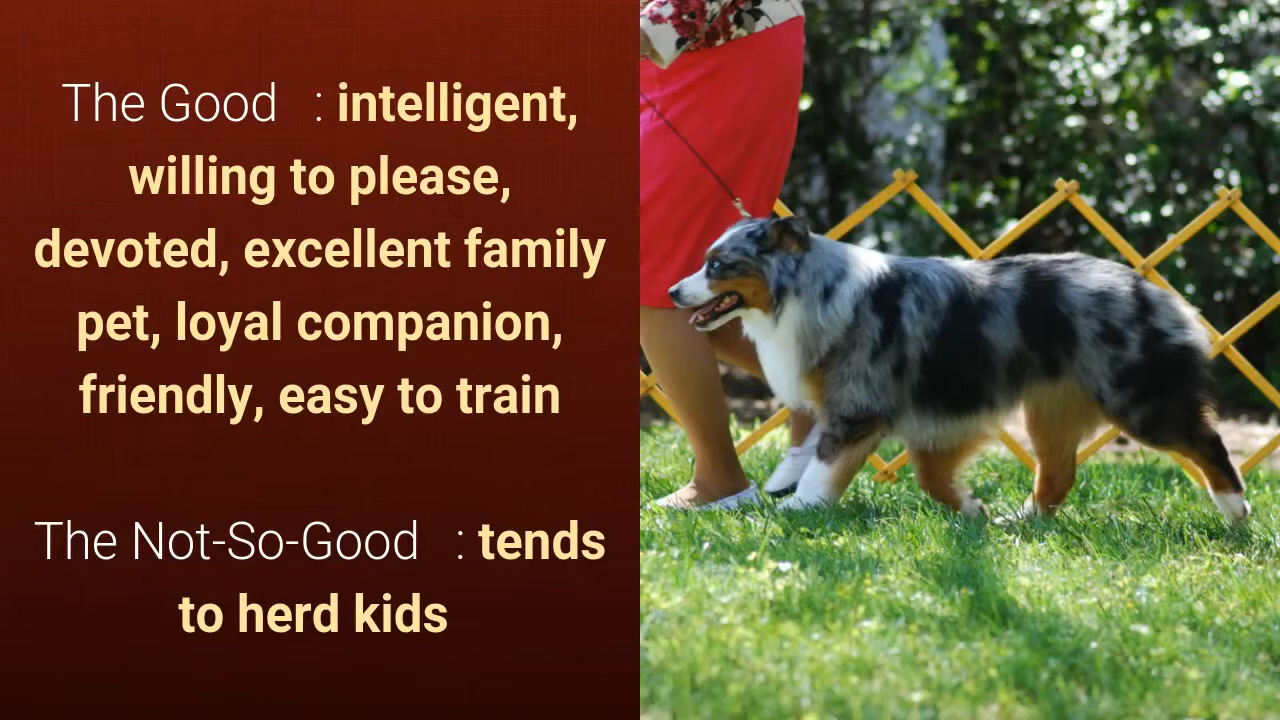 The Good : intelligent,
willing to please,
devoted, excellent family
pet, loyal companion,
friendly, easy to train
The Not-So-Good : tends
to herd kids